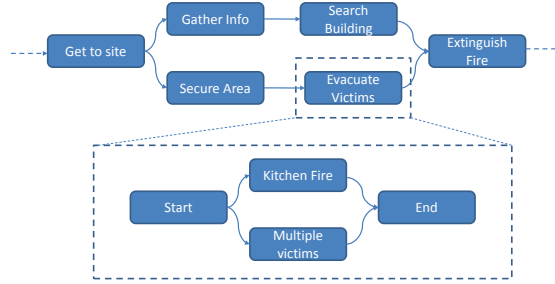 Gather Info
Search
Building
Get to site
Extinguish
Fire
Secure Area
Evacuate
Victims
Kitchen Fire
Start
End
Multiple
victims